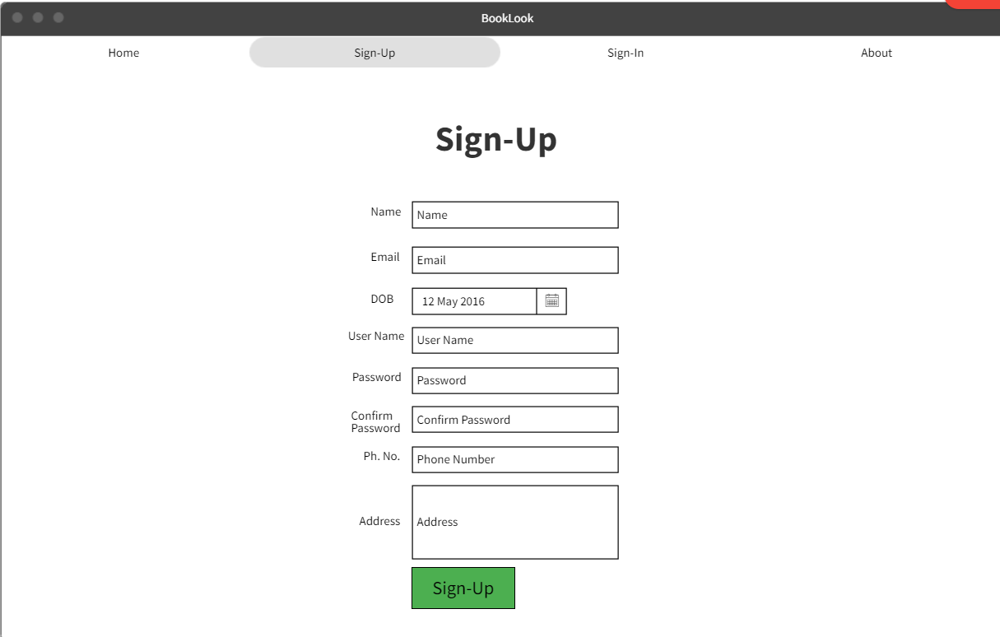 BookLook
Home Sign-Up Sign-In About
Sign-Up
Name Name
Email Email
DOB 12 May 2016
User Name User Name
Password Password
Confirm
Password Confirm Password
Ph. No. Phone Number
Address Address
Sign-Up